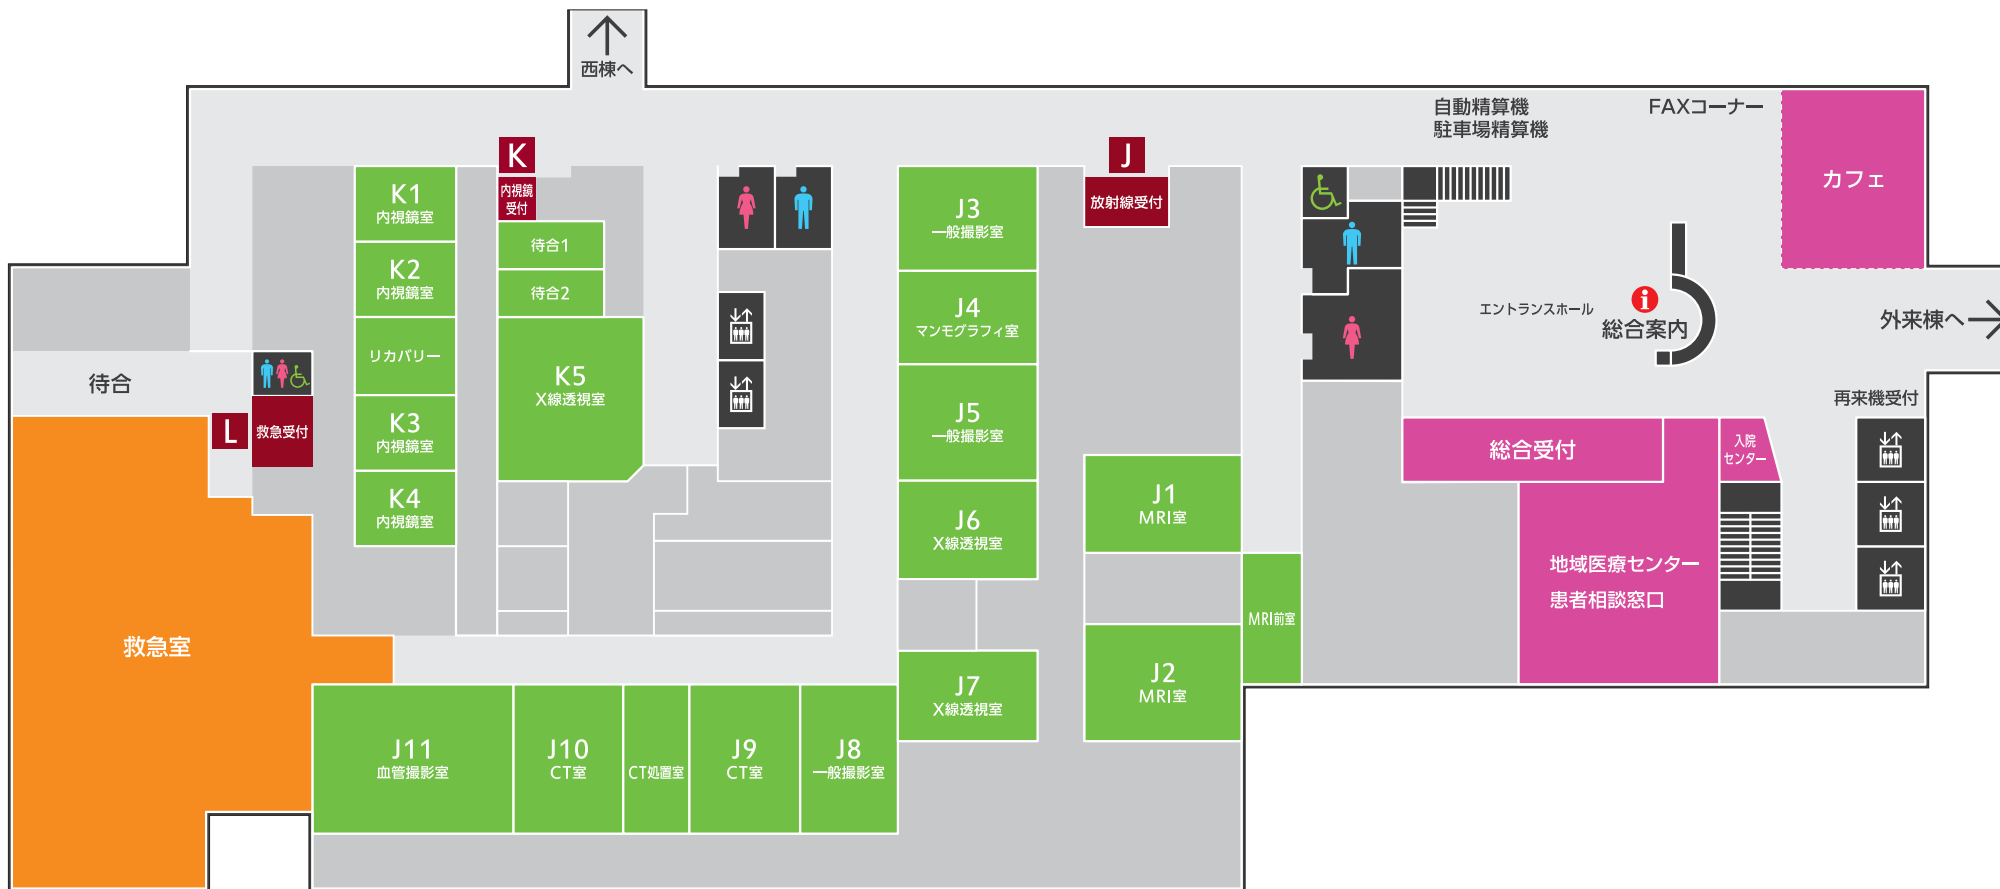 西棟へ
自動精算機
駐車場精算機
FAXコーナー
カフェ
K
内視鏡
受付
J
放射線受付
K1
内視鏡室
K2
内視鏡室
リカバリー
K3
内視鏡室
K4
内視鏡室
待合1
待合2
K5
X線透視室
J3
一般撮影室
J4
マンモグラフィ室
J5
一般撮影室
J6
X線透視室
J7
X線透視室
J1
MRI室
J2
MRI室
MRI前室
エントランスホール
i
総合案内
外来棟へ
再来機受付
総合受付
入院
センター
地域医療センター
患者相談窓口
待合
L
救急受付
救急室
J11
血管撮影室
J10
CT室
CT処置室
J9
CT室
J8
一般撮影室